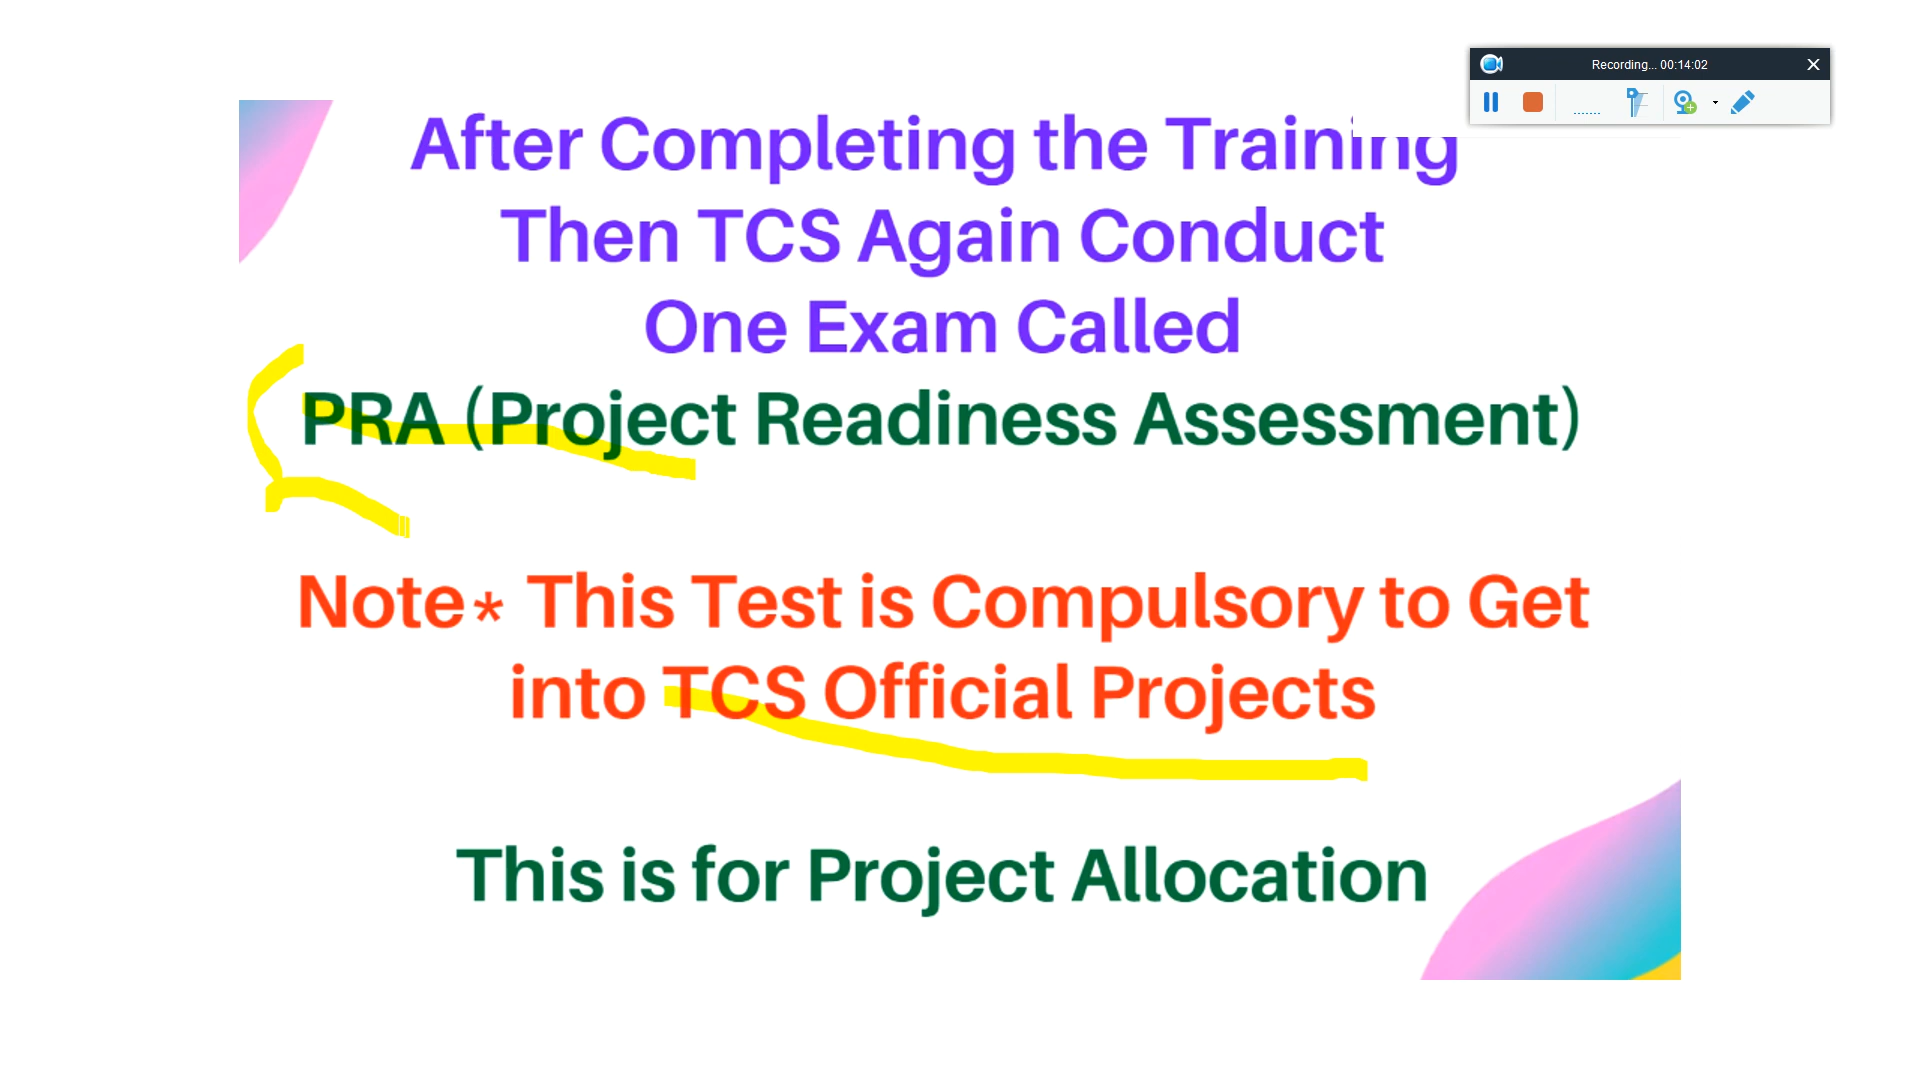 Recording... 00:14:02
After Completing the Training
Then TCS Again Conduct
One Exam Called
PRA (Project Readiness Assessment)
Note* This Test is Compulsory to Get
into TCS Official Projects
This is for Project Allocation